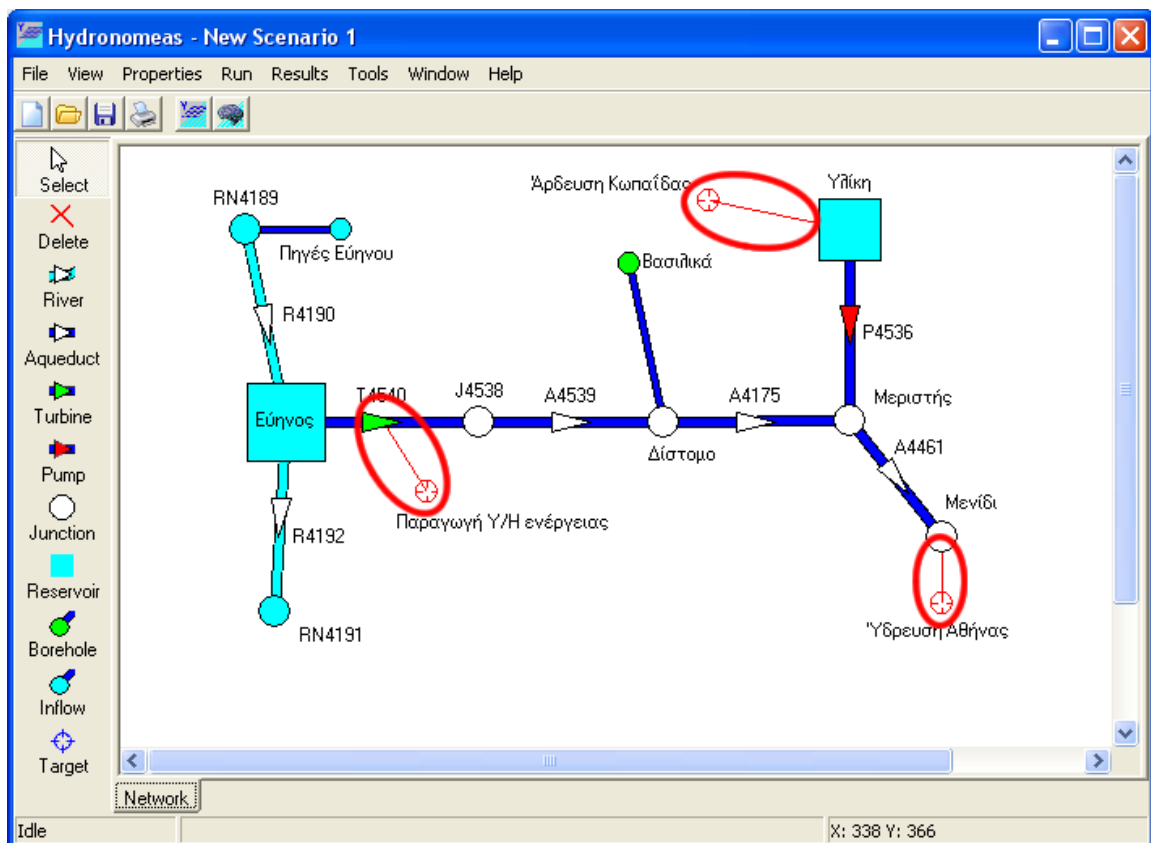 Hydronomeas - New Scenario 1
File View Properties Run Results Tools Window Help
Select
Delete
River
Aqueduct
Turbine
Pump
Junction
Reservoir
Borehole
Inflow
Target
RN4189
Πηγές Εύηνου
R4190
Άρδευση Κωπαΐδας
Υλίκη
Βασιλικά
P4536
Εύηνος
T4540
J4538
A4539
A4175
Μεριστής
Δίστομο
A4461
Μενίδι
Παραγωγή Υ/Η ενέργειας
R4192
RN4191
Ύδρευση Αθήνας
Network
Idle
X: 338 Y: 366